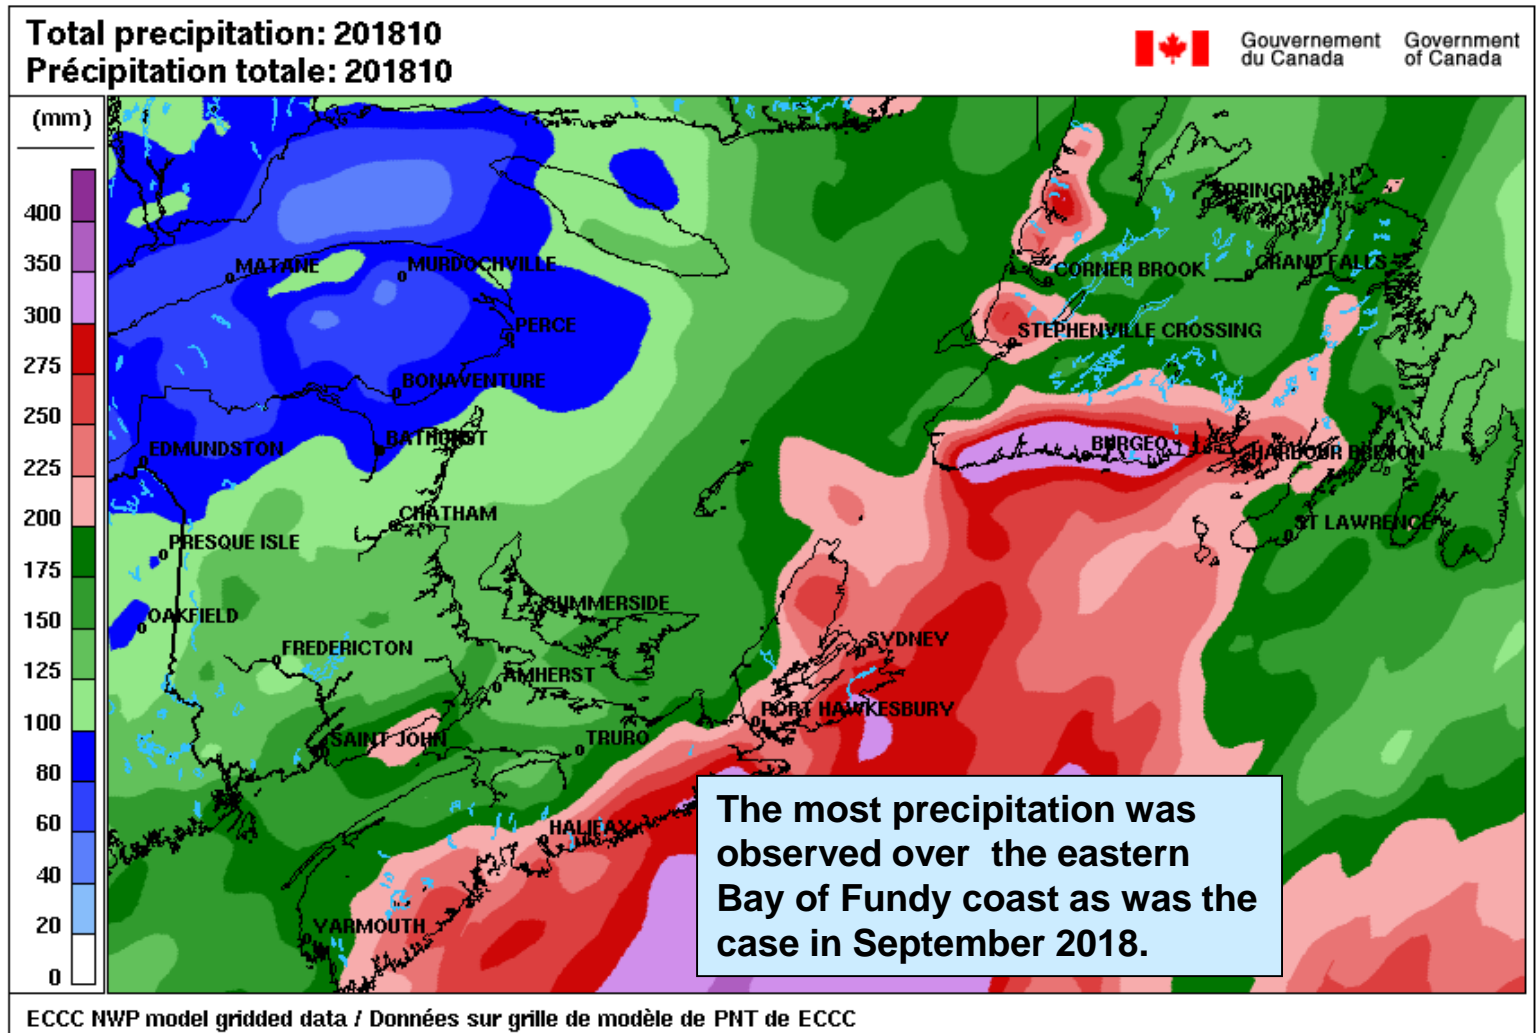 Total precipitation: 201810
Précipitation totale: 201810
Gouvernement du Canada
Government of Canada
(mm)
400
350
300
275
250
225
200
175
150
125
100
80
60
40
20
0
SPRINGDALE
MATANE
MURDOCHVILLE
CORNER BROOK
GRAND FALLS
PERCE
STEPHENVILLE CROSSING
BONAVENTURE
BATHURST
EDMUNDSTON
BURGEO
HARBOUR BRETON
CHATHAM
ST LAWRENCE
PRESQUE ISLE
OAKFIELD
SUMMERSIDE
FREDERICTON
SYDNEY
AMHERST
PORT HAWKESBURY
SAINT JOHN
TRURO
HALIFAX
YARMOUTH
The most precipitation was
observed over the eastern
Bay of Fundy coast as was the
case in September 2018.
ECCC NWP model gridded data / Données sur grille de modèle de PNT de ECCC